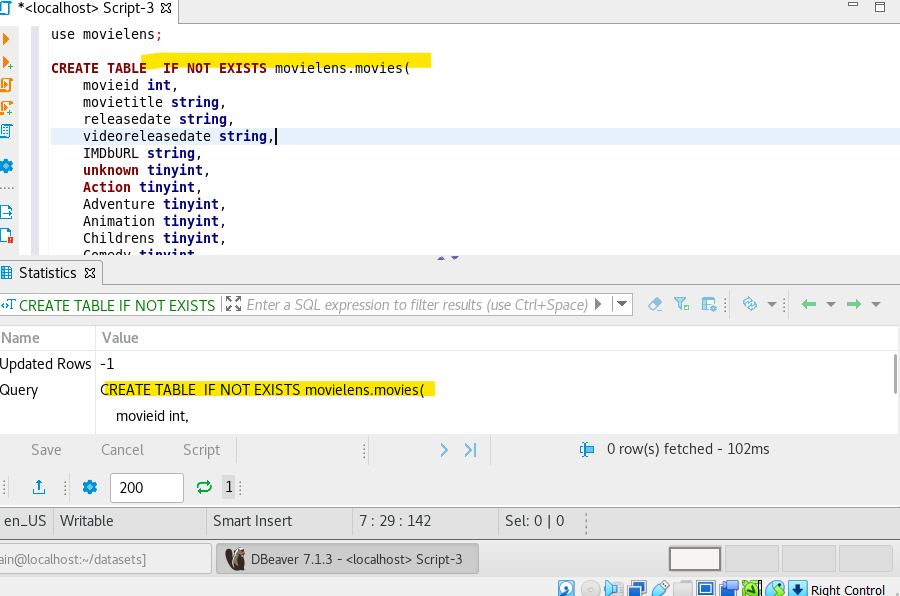 *<localhost> Script-3
use movielens;
CREATE TABLE  IF NOT EXISTS movielens.movies(
movieid int,
movietitle string,
releasedate string,
videoreleasedate string,
IMDbURL string,
unknown tinyint,
Action tinyint,
Adventure tinyint,
Animation tinyint,
Childrens tinyint,
Comedy tinyint,
Statistics
CREATE TABLE IF NOT EXISTS
Enter a SQL expression to filter results (use Ctrl+Space)
Name Value
Updated Rows -1
Query CREATE TABLE  IF NOT EXISTS movielens.movies(
movieid int,
Save Cancel Script 0 row(s) fetched - 102ms
200 1
en_US Writable Smart Insert 7 : 29 : 142 Sel: 0 | 0
ain@localhost:~/datasets] DBeaver 7.1.3 - <localhost> Script-3
Right Control